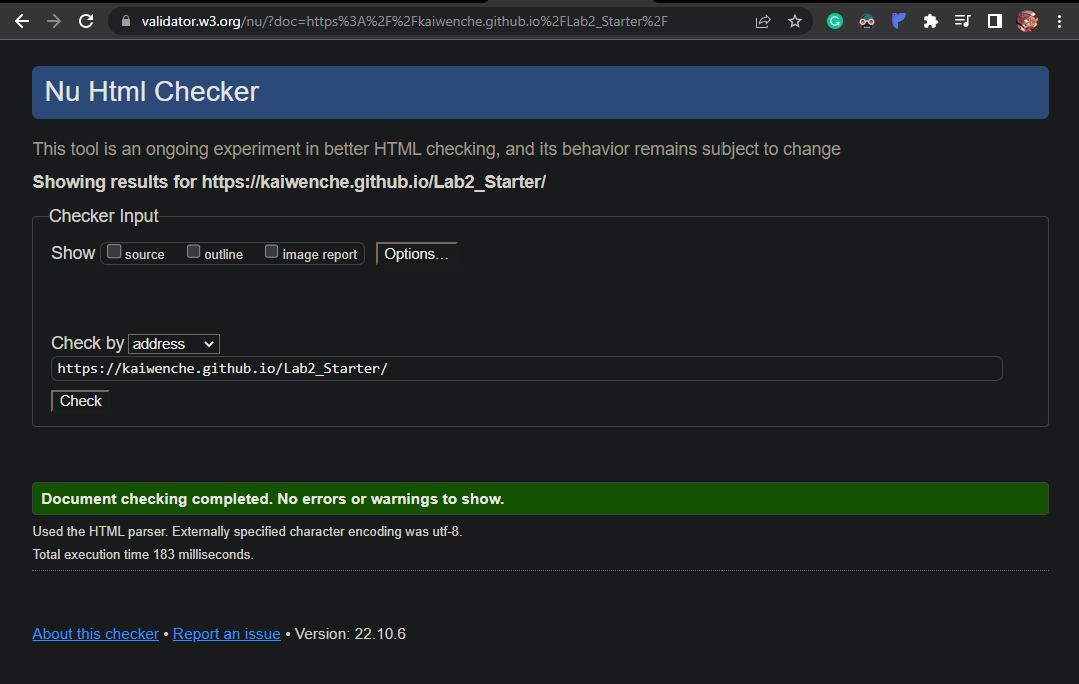 validator.w3.org/nu/?doc=https%3A%2F%2Fkaiwenche.github.io%2FLab2_Starter%2F
Nu Html Checker
This tool is an ongoing experiment in better HTML checking, and its behavior remains subject to change
Showing results for https://kaiwenche.github.io/Lab2_Starter/
Checker Input
Show source outline image report Options...
Check by address
https://kaiwenche.github.io/Lab2_Starter/
Check
Document checking completed. No errors or warnings to show.
Used the HTML parser. Externally specified character encoding was utf-8.
Total execution time 183 milliseconds.
About this checker • Report an issue • Version: 22.10.6